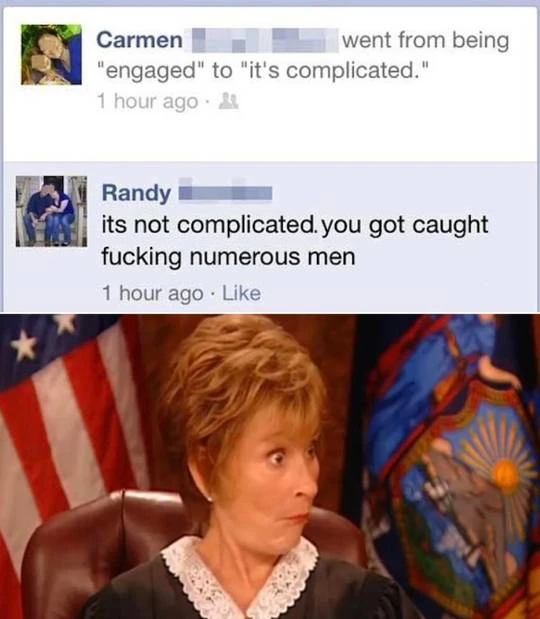 Carmen went from being
"engaged" to "it's complicated."
1 hour ago ·
Randy
its not complicated.you got caught
fucking numerous men
1 hour ago · Like